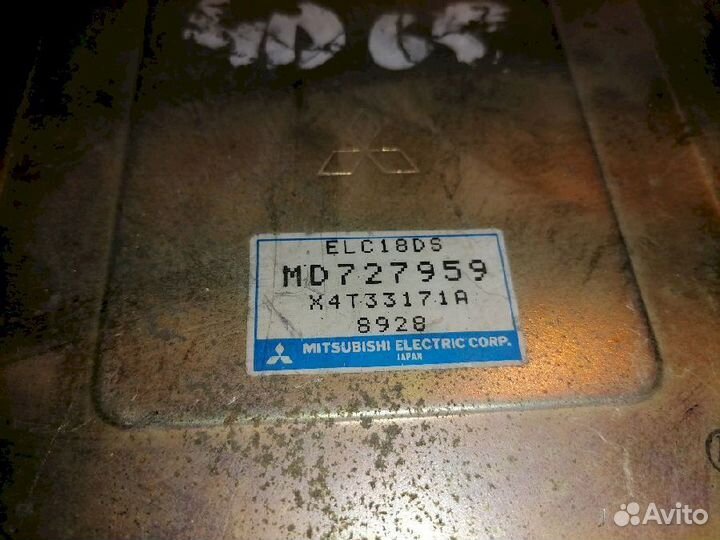 ELC18DS
MD727959
X4T33171A
8928
MITSUBISHI ELECTRIC CORP.
JAPAN
Avito